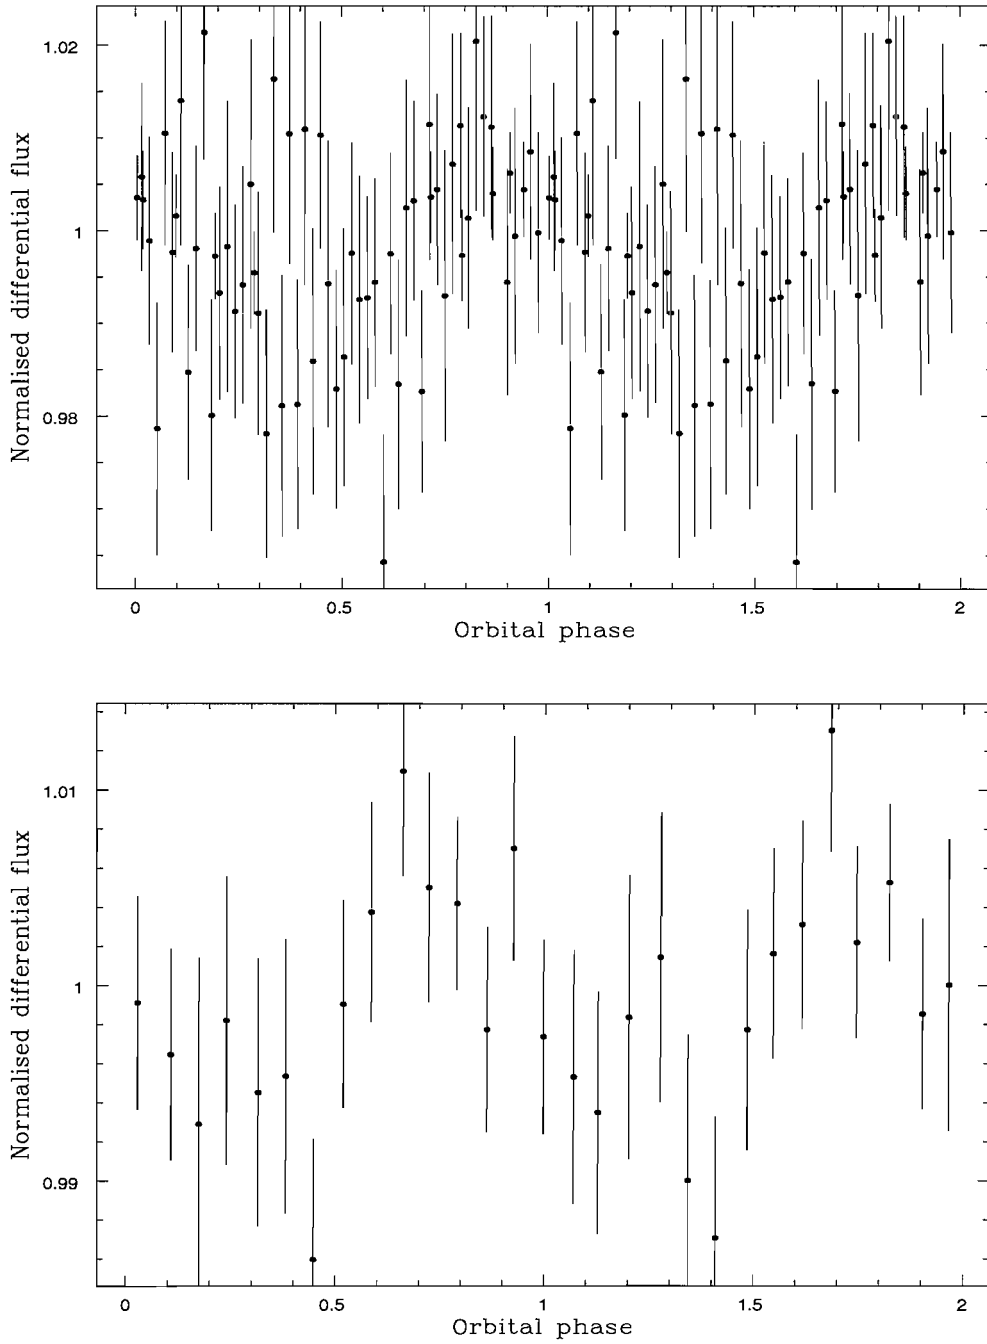 1.02
1
0.98
Normalised differential flux
0 0.5 1 1.5 2
Orbital phase
1.01
1
0.99
Normalised differential flux
0 0.5 1 1.5 2
Orbital phase